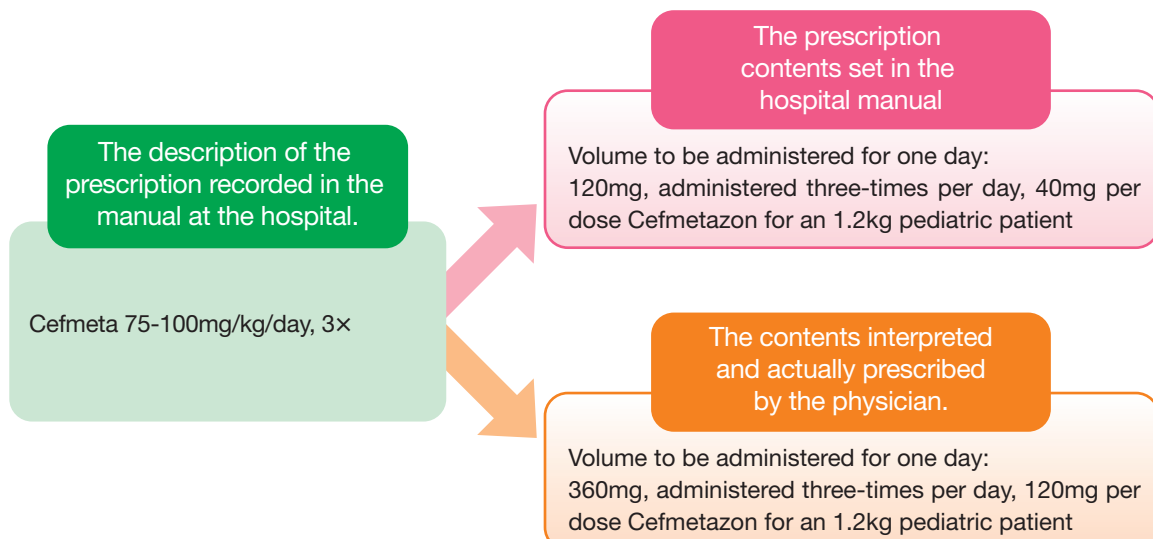 The description of the
prescription recorded in the
manual at the hospital.
Cefmeta 75-100mg/kg/day, 3×
The prescription
contents set in the
hospital manual
Volume to be administered for one day:
120mg, administered three-times per day, 40mg per
dose Cefmetazon for an 1.2kg pediatric patient
The contents interpreted
and actually prescribed
by the physician.
Volume to be administered for one day:
360mg, administered three-times per day, 120mg per
dose Cefmetazon for an 1.2kg pediatric patient